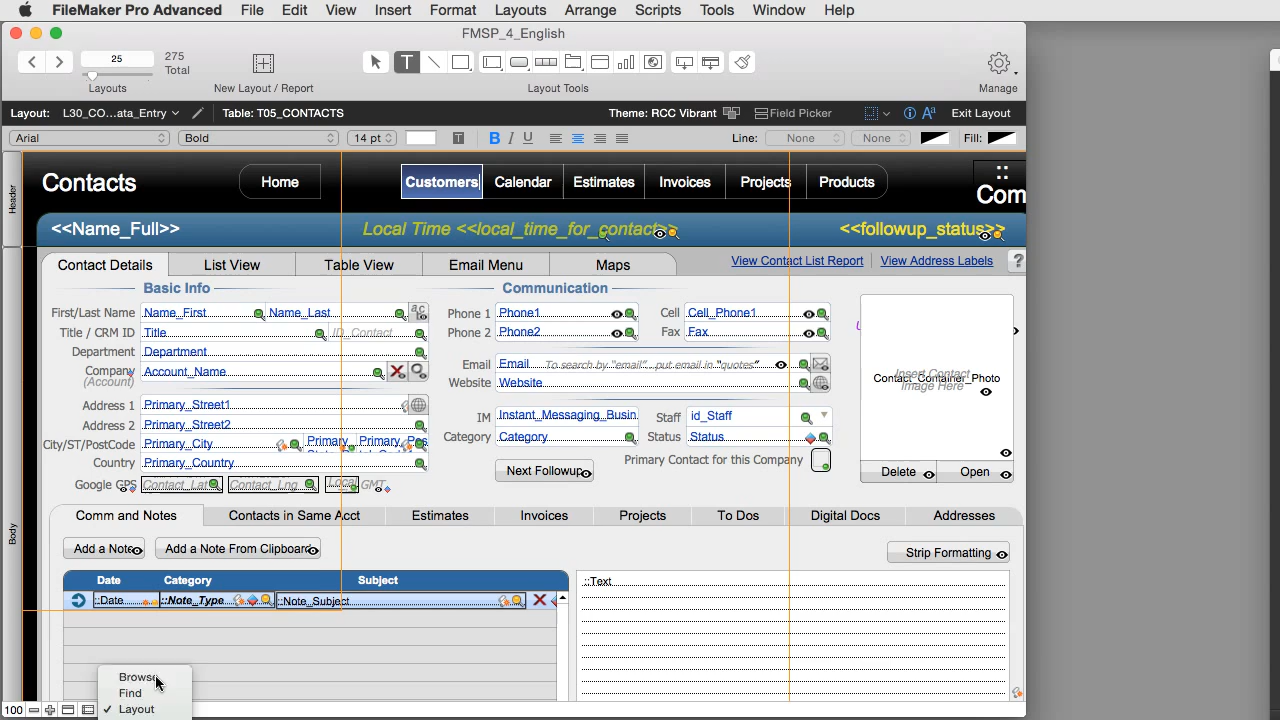 FileMaker Pro Advanced File Edit View Insert Format Layouts Arrange Scripts Tools Window Help
FMSP_4_English
25 275 Total
Layouts New Layout / Report Layout Tools Manage
Layout: L30_CO...ata_Entry Table: T05_CONTACTS Theme: RCC Vibrant Field Picker Aª Exit Layout
Arial Bold 14 pt T B I U Line: None None Fill:
Header
Contacts Home Customers Calendar Estimates Invoices Projects Products :: Com
<<Name_Full>> Local Time <<local_time_for_contact>> <<followup_status>>
Contact Details List View Table View Email Menu Maps View Contact List Report View Address Labels ?
Basic Info Communication
First/Last Name Name_First Name_Last Phone 1 Phone1 Cell Cell_Phone1
Title / CRM ID Title ID_Contact Phone 2 Phone2 Fax Fax
Department Department
Email Email To search by "email"...put email in "quotes"
Company Account_Name
(Account)
Website Website
Contact_Container_Photo
Insert Contact Image Here
Address 1 Primary_Street1
IM Instant_Messaging_Busin Staff id_Staff
Address 2 Primary_Street2
Category Category Status Status
City/ST/PostCode Primary_City Primary_ Primary_Pos
Country Primary_Country
Primary Contact for this Company
Next Followup
Delete Open
Google GPS Contact_Lat Contact_Lng Local GMT
Body
Comm and Notes Contacts in Same Acct Estimates Invoices Projects To Dos Digital Docs Addresses
Add a Note Add a Note From Clipboard Strip Formatting
Date Category Subject
::Text
::Date ::Note_Type ::Note_Subject
Browse
Find
✓ Layout
100